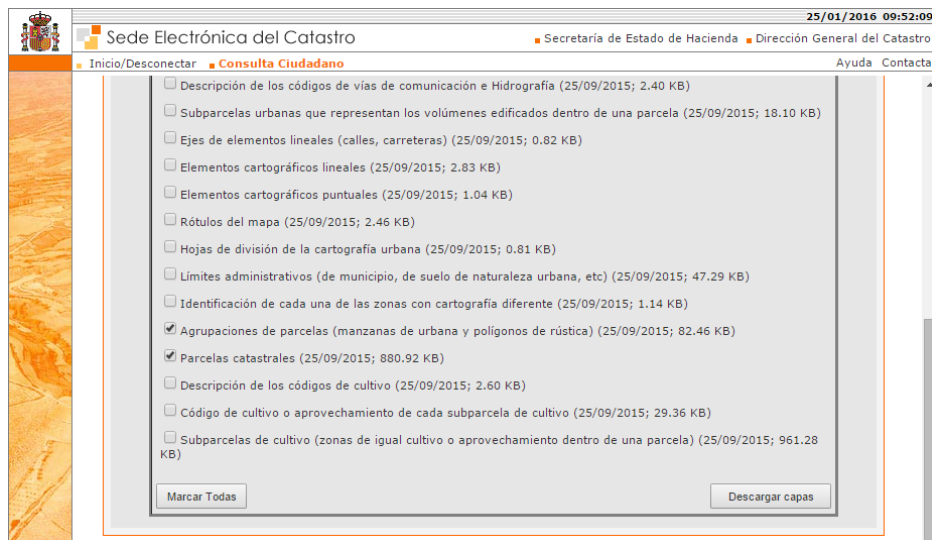 25/01/2016 09:52:09
Sede Electrónica del Catastro
Secretaría de Estado de Hacienda Dirección General del Catastro
Inicio/Desconectar Consulta Ciudadano Ayuda Contacta
Descripción de los códigos de vías de comunicación e Hidrografía (25/09/2015; 2.40 KB)
Subparcelas urbanas que representan los volúmenes edificados dentro de una parcela (25/09/2015; 18.10 KB)
Ejes de elementos lineales (calles, carreteras) (25/09/2015; 0.82 KB)
Elementos cartográficos lineales (25/09/2015; 2.83 KB)
Elementos cartográficos puntuales (25/09/2015; 1.04 KB)
Rótulos del mapa (25/09/2015; 2.46 KB)
Hojas de división de la cartografía urbana (25/09/2015; 0.81 KB)
Límites administrativos (de municipio, de suelo de naturaleza urbana, etc) (25/09/2015; 47.29 KB)
Identificación de cada una de las zonas con cartografía diferente (25/09/2015; 1.14 KB)
Agrupaciones de parcelas (manzanas de urbana y polígonos de rústica) (25/09/2015; 82.46 KB)
Parcelas catastrales (25/09/2015; 880.92 KB)
Descripción de los códigos de cultivo (25/09/2015; 2.60 KB)
Código de cultivo o aprovechamiento de cada subparcela de cultivo (25/09/2015; 29.36 KB)
Subparcelas de cultivo (zonas de igual cultivo o aprovechamiento dentro de una parcela) (25/09/2015; 961.28
KB)
Marcar Todas Descargar capas